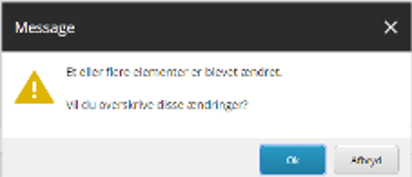 Message
Et eller flere elementer er blevet ændret.
Vil du overskrive disse ændringer?
Ok
Afbryd